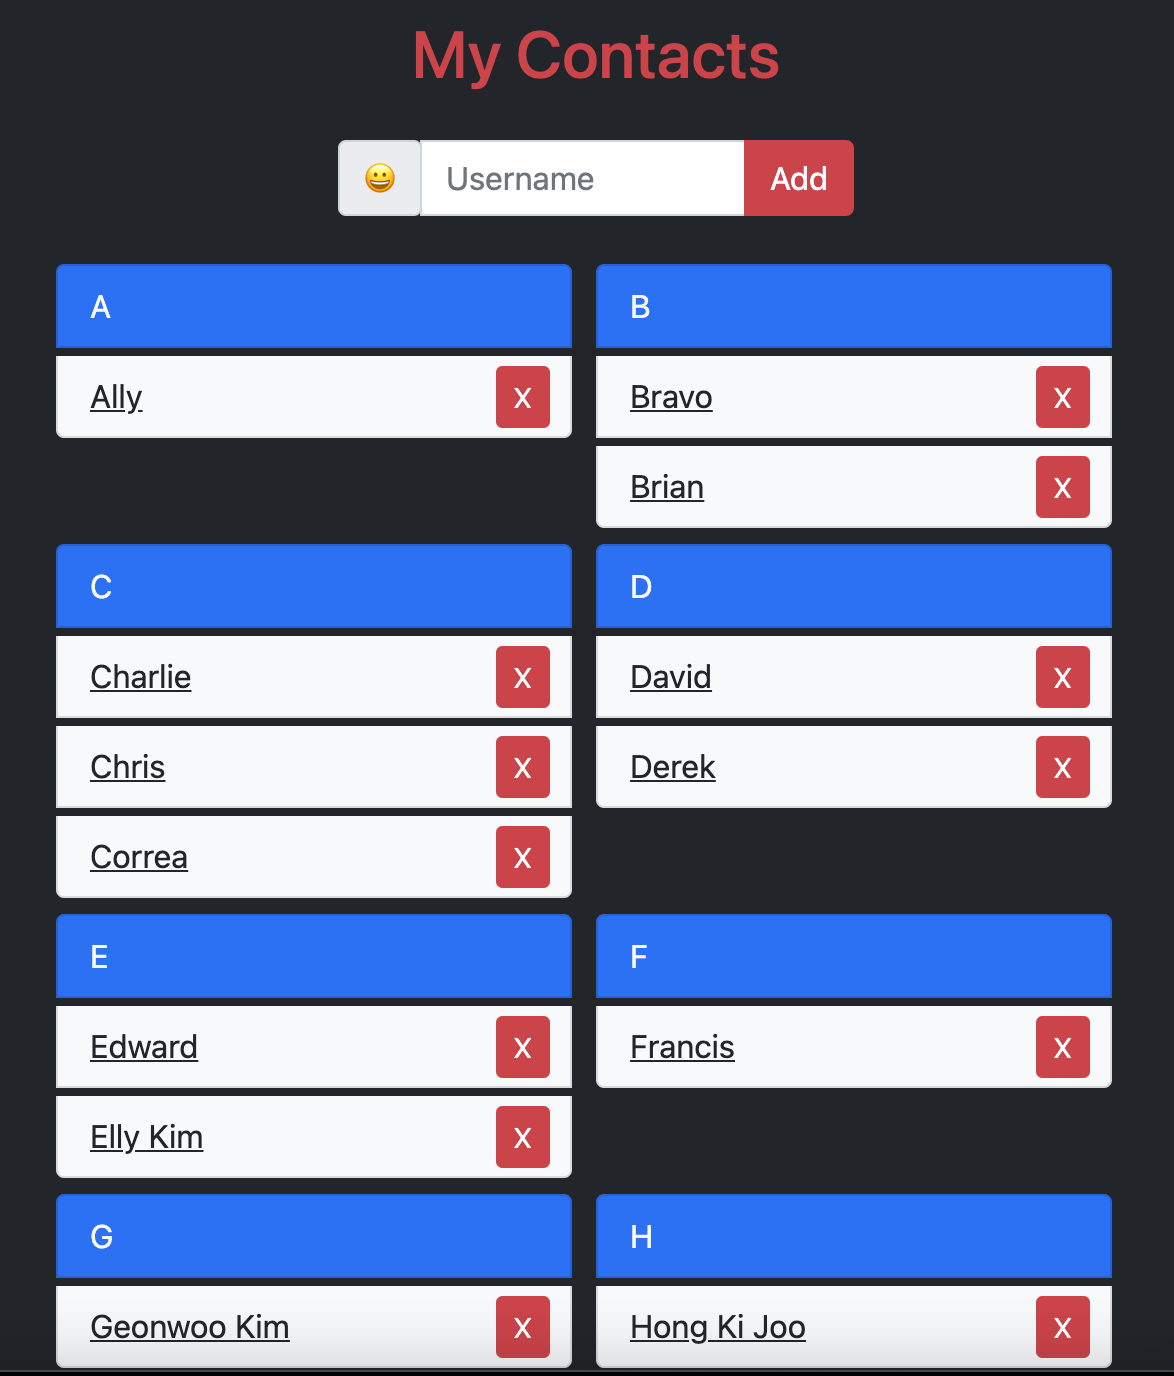 My Contacts
😀 Username Add
A
Ally X
B
Bravo X
Brian X
C
Charlie X
Chris X
Correa X
D
David X
Derek X
E
Edward X
Elly Kim X
F
Francis X
G
Geonwoo Kim X
H
Hong Ki Joo X